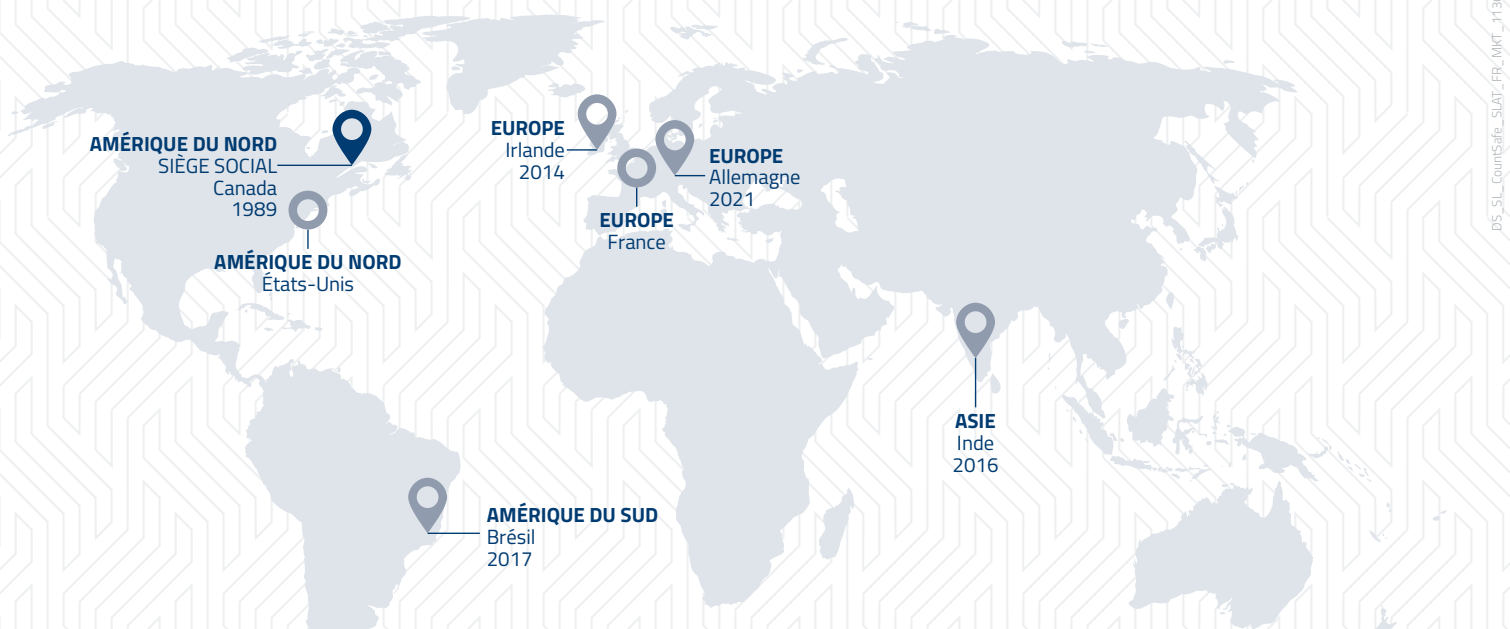 AMÉRIQUE DU NORD
SIÈGE SOCIAL
Canada
1989
AMÉRIQUE DU NORD
États-Unis
EUROPE
Irlande
2014
EUROPE
Allemagne
2021
EUROPE
France
ASIE
Inde
2016
AMÉRIQUE DU SUD
Brésil
2017
DS_SL_CountSafe_SLAT_FR_MKT_